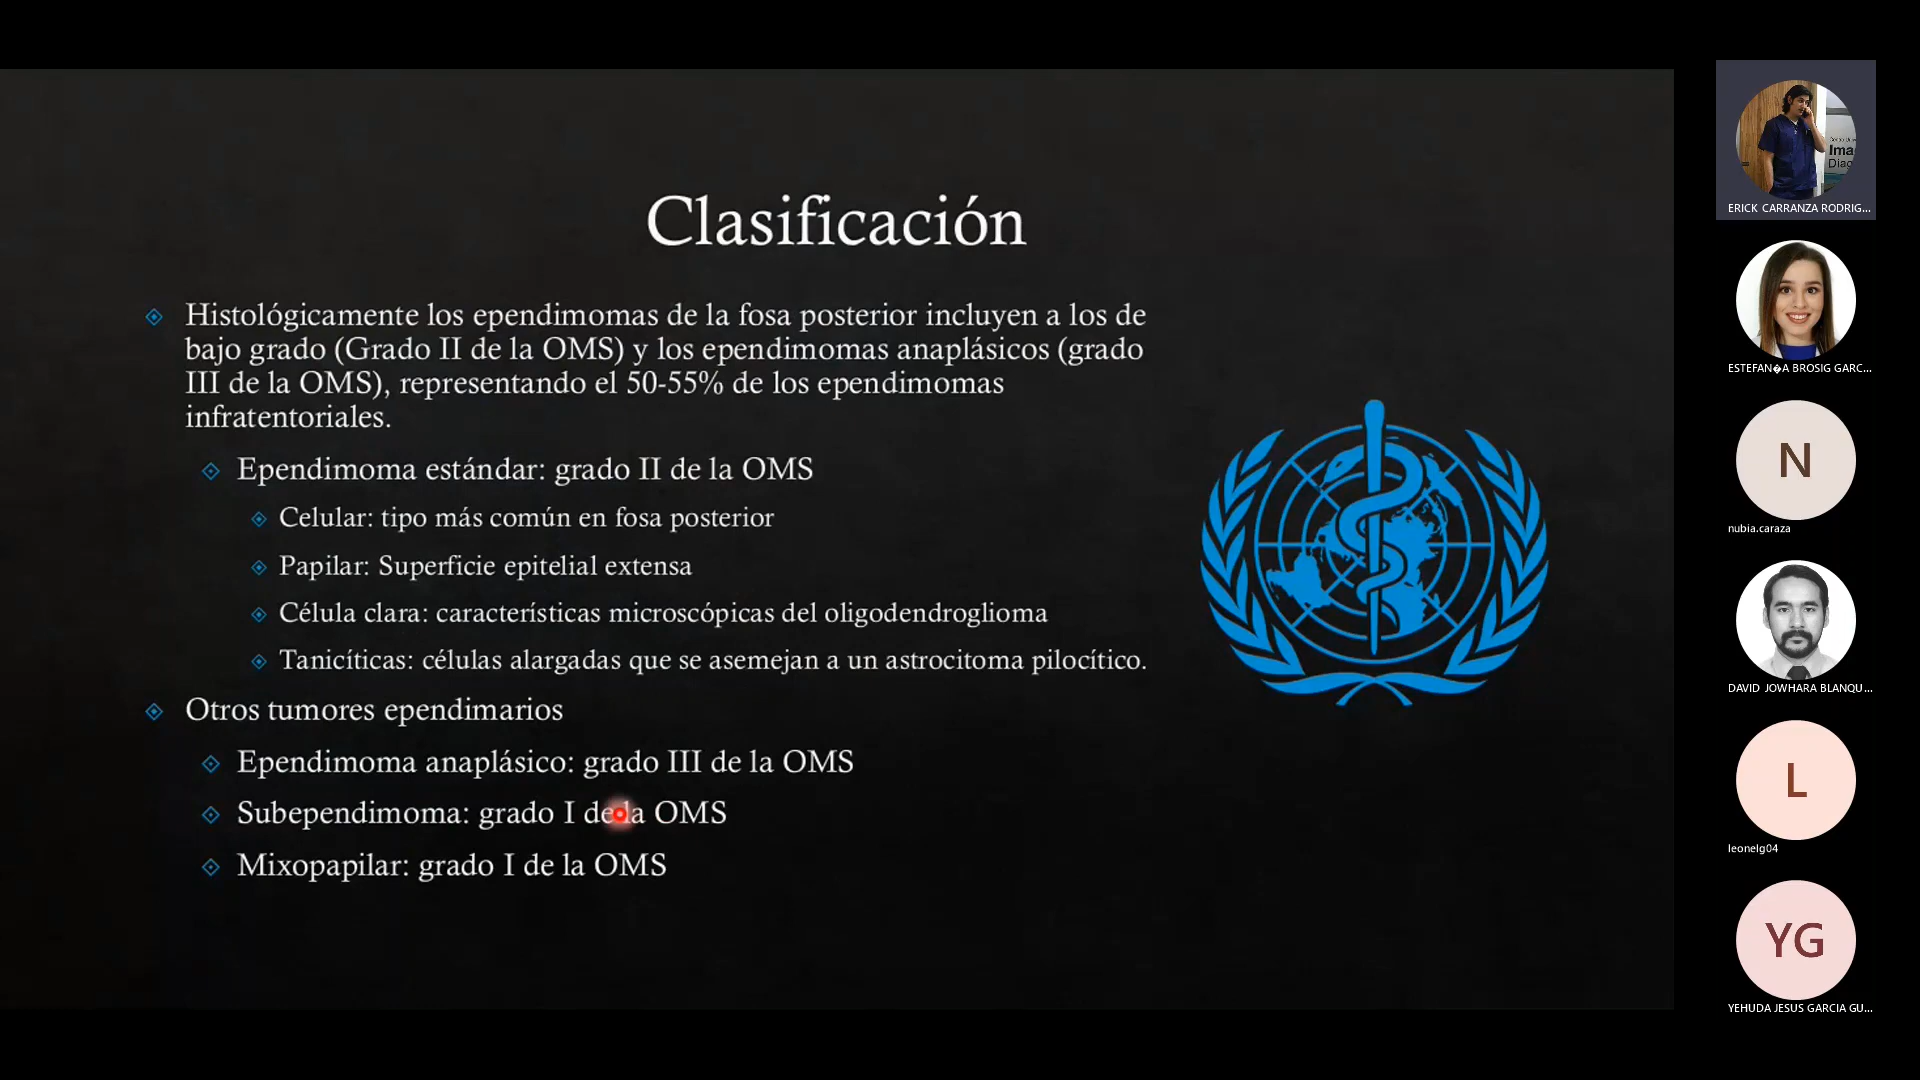 Clasificación
Histológicamente los ependimomas de la fosa posterior incluyen a los de
bajo grado (Grado II de la OMS) y los ependimomas anaplásicos (grado
III de la OMS), representando el 50-55% de los ependimomas
infratentoriales.
Ependimoma estándar: grado II de la OMS
Celular: tipo más común en fosa posterior
Papilar: Superficie epitelial extensa
Célula clara: características microscópicas del oligodendroglioma
Tanicíticas: células alargadas que se asemejan a un astrocitoma pilocítico.
Otros tumores ependimarios
Ependimoma anaplásico: grado III de la OMS
Subependimoma: grado I de la OMS
Mixopapilar: grado I de la OMS
Ima
Diag
ERICK CARRANZA RODRIG...
ESTEFAN�A BROSIG GARC...
N
nubia.caraza
DAVID JOWHARA BLANQU...
L
leonelg04
YG
YEHUDA JESUS GARCIA GU...